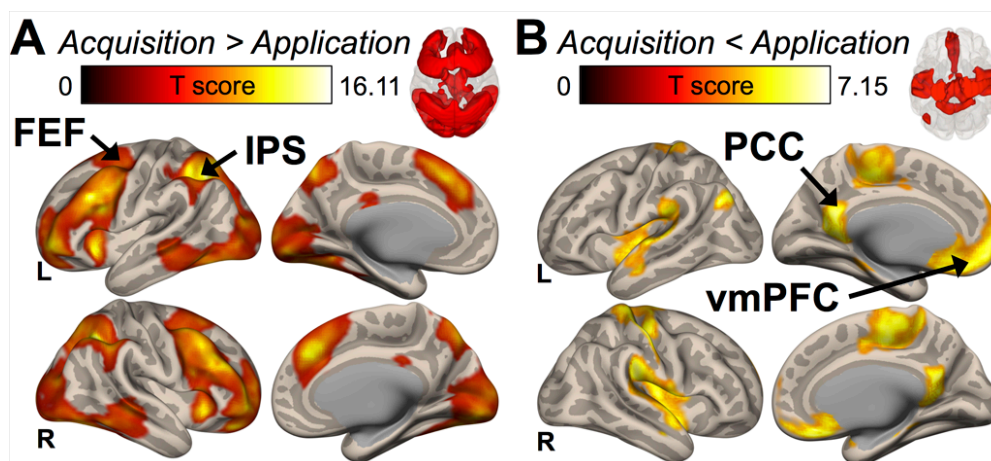 A Acquisition > Application
0 T score 16.11
FEF
IPS
L
R
B Acquisition < Application
0 T score 7.15
PCC
L
vmPFC
R